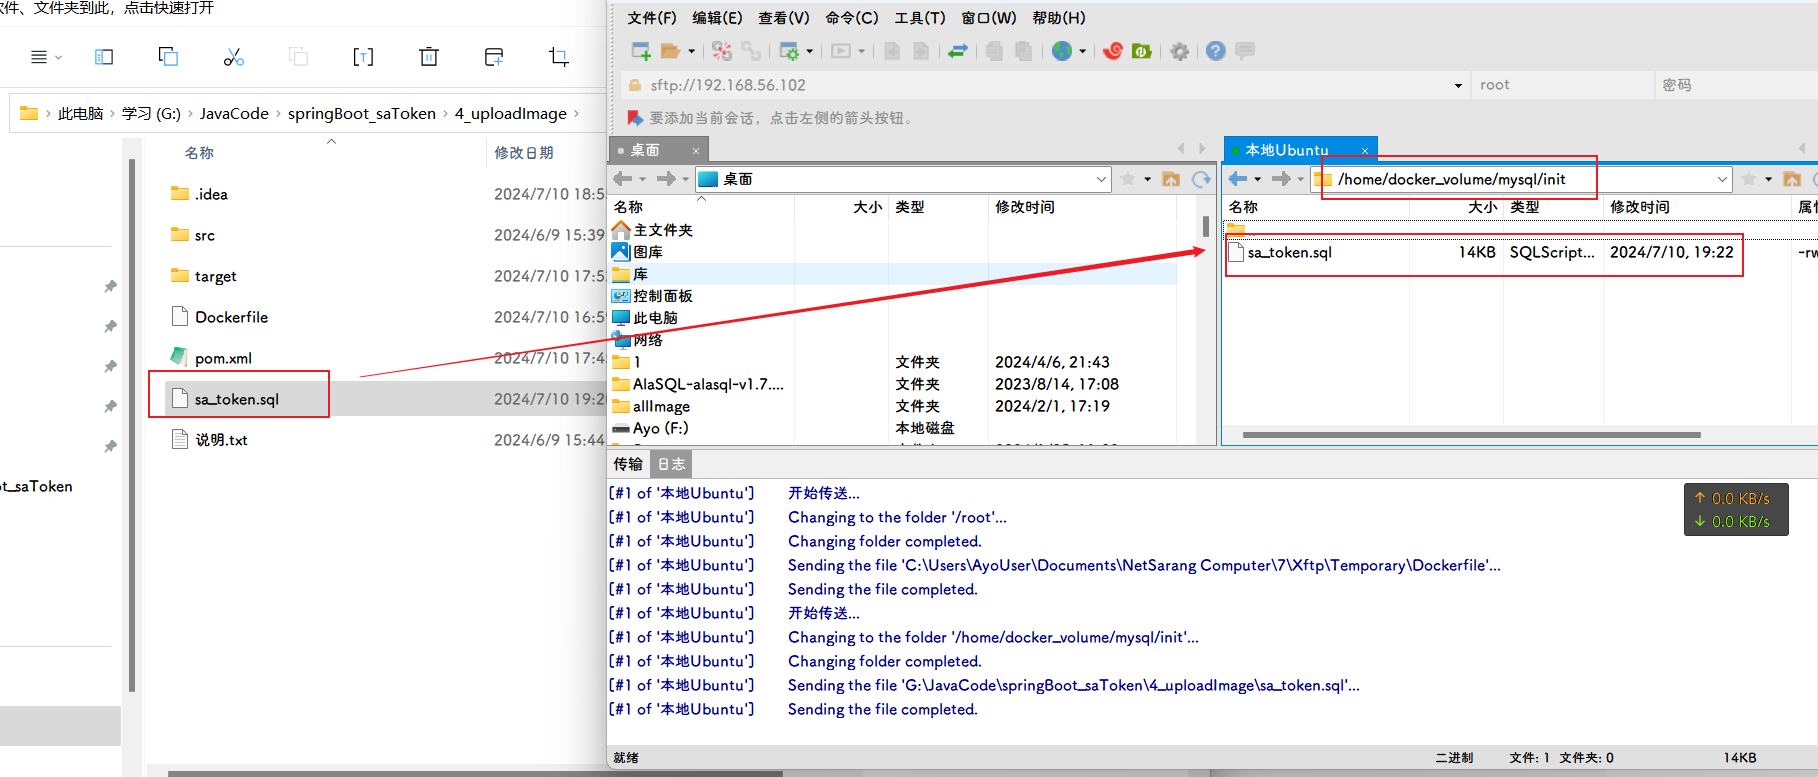 软件、文件夹到此，点击快速打开
此电脑 学习 (G:) JavaCode springBoot_saToken 4_uploadImage
名称 修改日期
.idea 2024/7/10 18:5
src 2024/6/9 15:39
target 2024/7/10 17:5
Dockerfile 2024/7/10 16:5
pom.xml 2024/7/10 17:4
sa_token.sql 2024/7/10 19:2
说明.txt 2024/6/9 15:44
ot_saToken
文件(F) 编辑(E) 查看(V) 命令(C) 工具(T) 窗口(W) 帮助(H)
sftp://192.168.56.102 root 密码
要添加当前会话，点击左侧的箭头按钮。
桌面
桌面
名称 大小 类型 修改时间
主文件夹
图库
库
控制面板
此电脑
网络
1 文件夹 2024/4/6, 21:43
AlaSQL-alasql-v1.7.... 文件夹 2023/8/14, 17:08
allImage 文件夹 2024/2/1, 17:19
Ayo (F:) 本地磁盘
本地Ubuntu
/home/docker_volume/mysql/init
名称 大小 类型 修改时间 属性
..
sa_token.sql 14KB SQLScript... 2024/7/10, 19:22 -rw
传输 日志
[#1 of '本地Ubuntu'] 开始传送...
[#1 of '本地Ubuntu'] Changing to the folder '/root'...
[#1 of '本地Ubuntu'] Changing folder completed.
[#1 of '本地Ubuntu'] Sending the file 'C:\Users\AyoUser\Documents\NetSarang Computer\7\Xftp\Temporary\Dockerfile'...
[#1 of '本地Ubuntu'] Sending the file completed.
[#1 of '本地Ubuntu'] 开始传送...
[#1 of '本地Ubuntu'] Changing to the folder '/home/docker_volume/mysql/init'...
[#1 of '本地Ubuntu'] Changing folder completed.
[#1 of '本地Ubuntu'] Sending the file 'G:\JavaCode\springBoot_saToken\4_uploadImage\sa_token.sql'...
[#1 of '本地Ubuntu'] Sending the file completed.
↑ 0.0 KB/s
↓ 0.0 KB/s
就绪 二进制 文件: 1 文件夹: 0 14KB